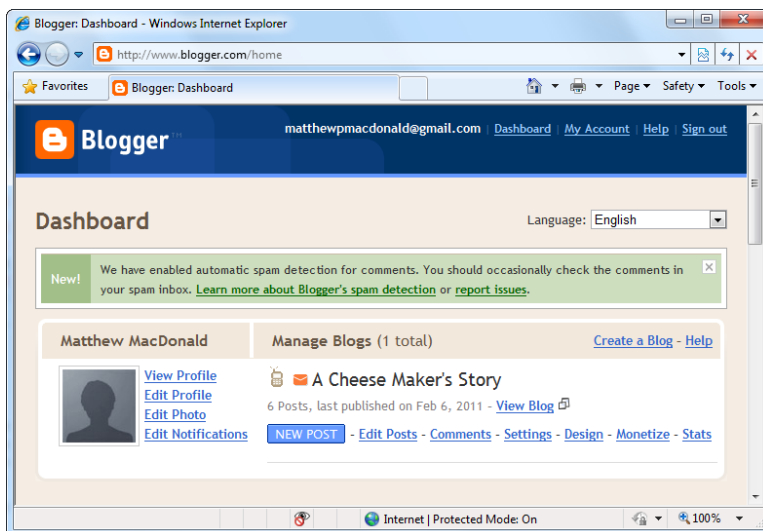 Blogger: Dashboard - Windows Internet Explorer
http://www.blogger.com/home
Favorites Blogger: Dashboard Page Safety Tools
Blogger™ matthewpmacdonald@gmail.com | Dashboard | My Account | Help | Sign out
Dashboard Language: English
New! We have enabled automatic spam detection for comments. You should occasionally check the comments in
your spam inbox. Learn more about Blogger's spam detection or report issues.
Matthew MacDonald Manage Blogs (1 total) Create a Blog - Help
View Profile
Edit Profile
Edit Photo
Edit Notifications
A Cheese Maker's Story
6 Posts, last published on Feb 6, 2011 - View Blog
NEW POST - Edit Posts - Comments - Settings - Design - Monetize - Stats
Internet | Protected Mode: On 100%